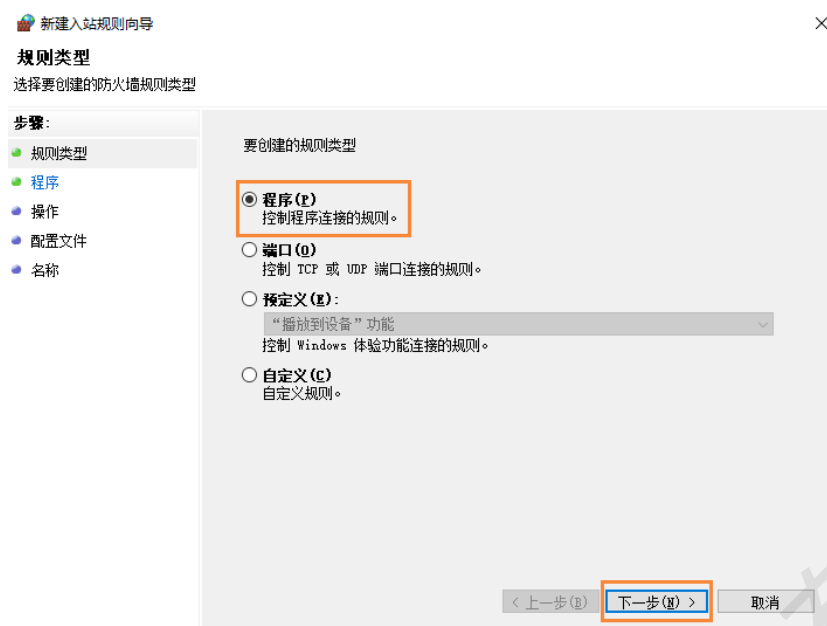 新建入站规则向导
规则类型
选择要创建的防火墙规则类型
步骤:
规则类型
程序
操作
配置文件
名称
要创建的规则类型
程序(P)
控制程序连接的规则。
端口(O)
控制 TCP 或 UDP 端口连接的规则。
预定义(E):
“播放到设备”功能
控制 Windows 体验功能连接的规则。
自定义(C)
自定义规则。
< 上一步(B)
下一步(N) >
取消